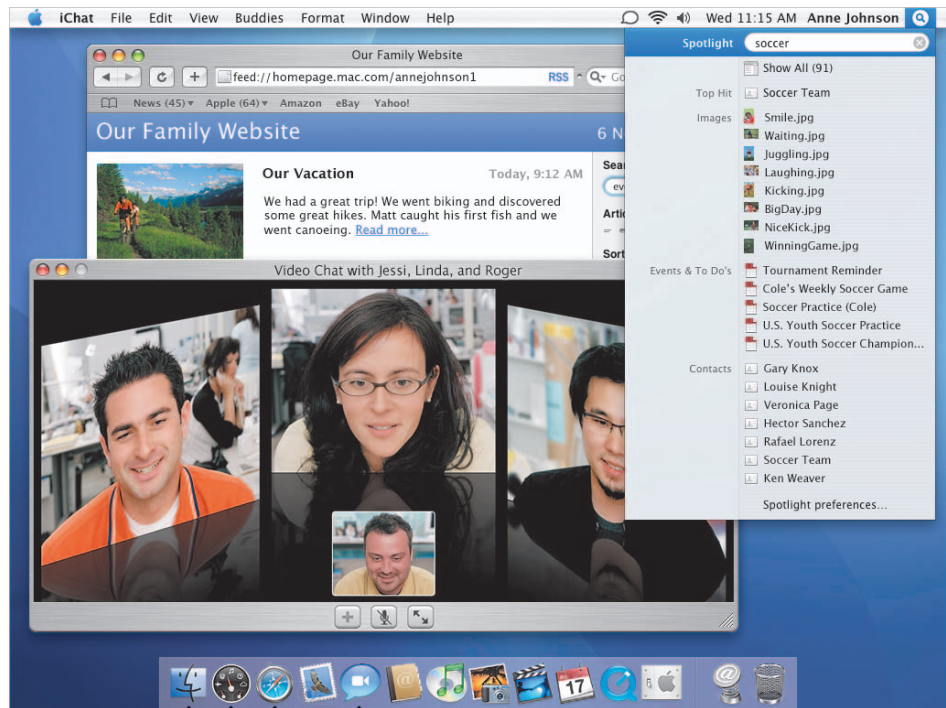 iChat File Edit View Buddies Format Window Help Wed 11:15 AM Anne Johnson
Spotlight soccer
Show All (91)
Top Hit Soccer Team
Images Smile.jpg
Waiting.jpg
Juggling.jpg
Laughing.jpg
Kicking.jpg
BigDay.jpg
NiceKick.jpg
WinningGame.jpg
Events & To Do's Tournament Reminder
Cole's Weekly Soccer Game
Soccer Practice (Cole)
U.S. Youth Soccer Practice
U.S. Youth Soccer Champion...
Contacts Gary Knox
Louise Knight
Veronica Page
Hector Sanchez
Rafael Lorenz
Soccer Team
Ken Weaver
Spotlight preferences...
Our Family Website
feed://homepage.mac.com/annejohnson1 RSS Go
News (45) Apple (64) Amazon eBay Yahoo!
Our Family Website 6 N
Our Vacation Today, 9:12 AM
We had a great trip! We went biking and discovered
some great hikes. Matt caught his first fish and we
went canoeing. Read more...
Sea
ev
Artic
Sort
Video Chat with Jessi, Linda, and Roger
17